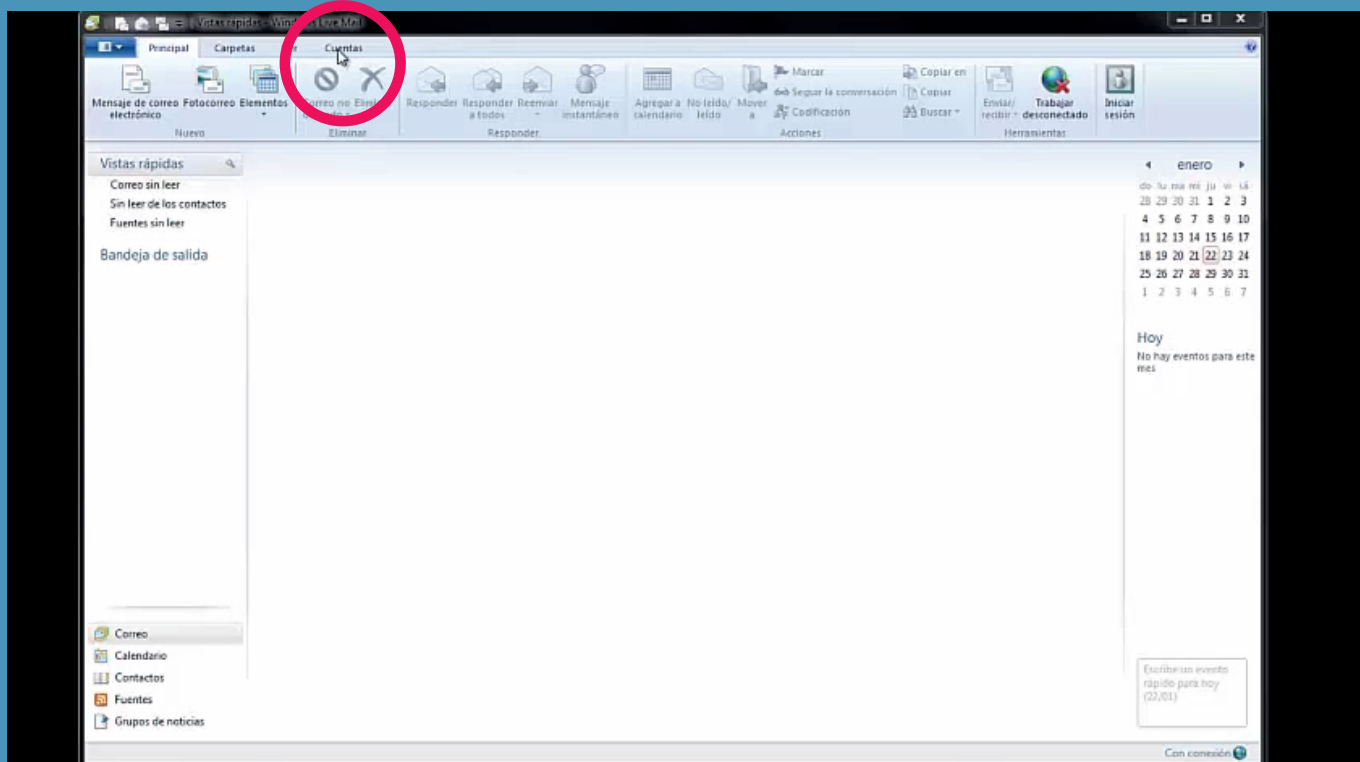 Vistas rápidas - Windows Live Mail
Principal Carpetas Cuentas
Mensaje de correo electrónico
Fotocorreo
Elementos
Correo no
Responder
Responder a todos
Reenviar
Mensaje instantáneo
Agregar a calendario
No leído/ leído
Mover a
Marcar
Seguir la conversación
Codificación
Copiar en
Copiar
Buscar
Enviar/ recibir
Trabajar desconectado
Iniciar sesión
Nuevo Eliminar Responder Acciones Herramientas
Vistas rápidas
Correo sin leer
Sin leer de los contactos
Fuentes sin leer
Bandeja de salida
Correo
Calendario
Contactos
Fuentes
Grupos de noticias
enero
do lu ma mi ju vi sá
28 29 30 31 1 2 3
4 5 6 7 8 9 10
11 12 13 14 15 16 17
18 19 20 21 22 23 24
25 26 27 28 29 30 31
1 2 3 4 5 6 7
Hoy
No hay eventos para este
mes
Escribe un evento
rápido para hoy
(22/01)
Con conexión